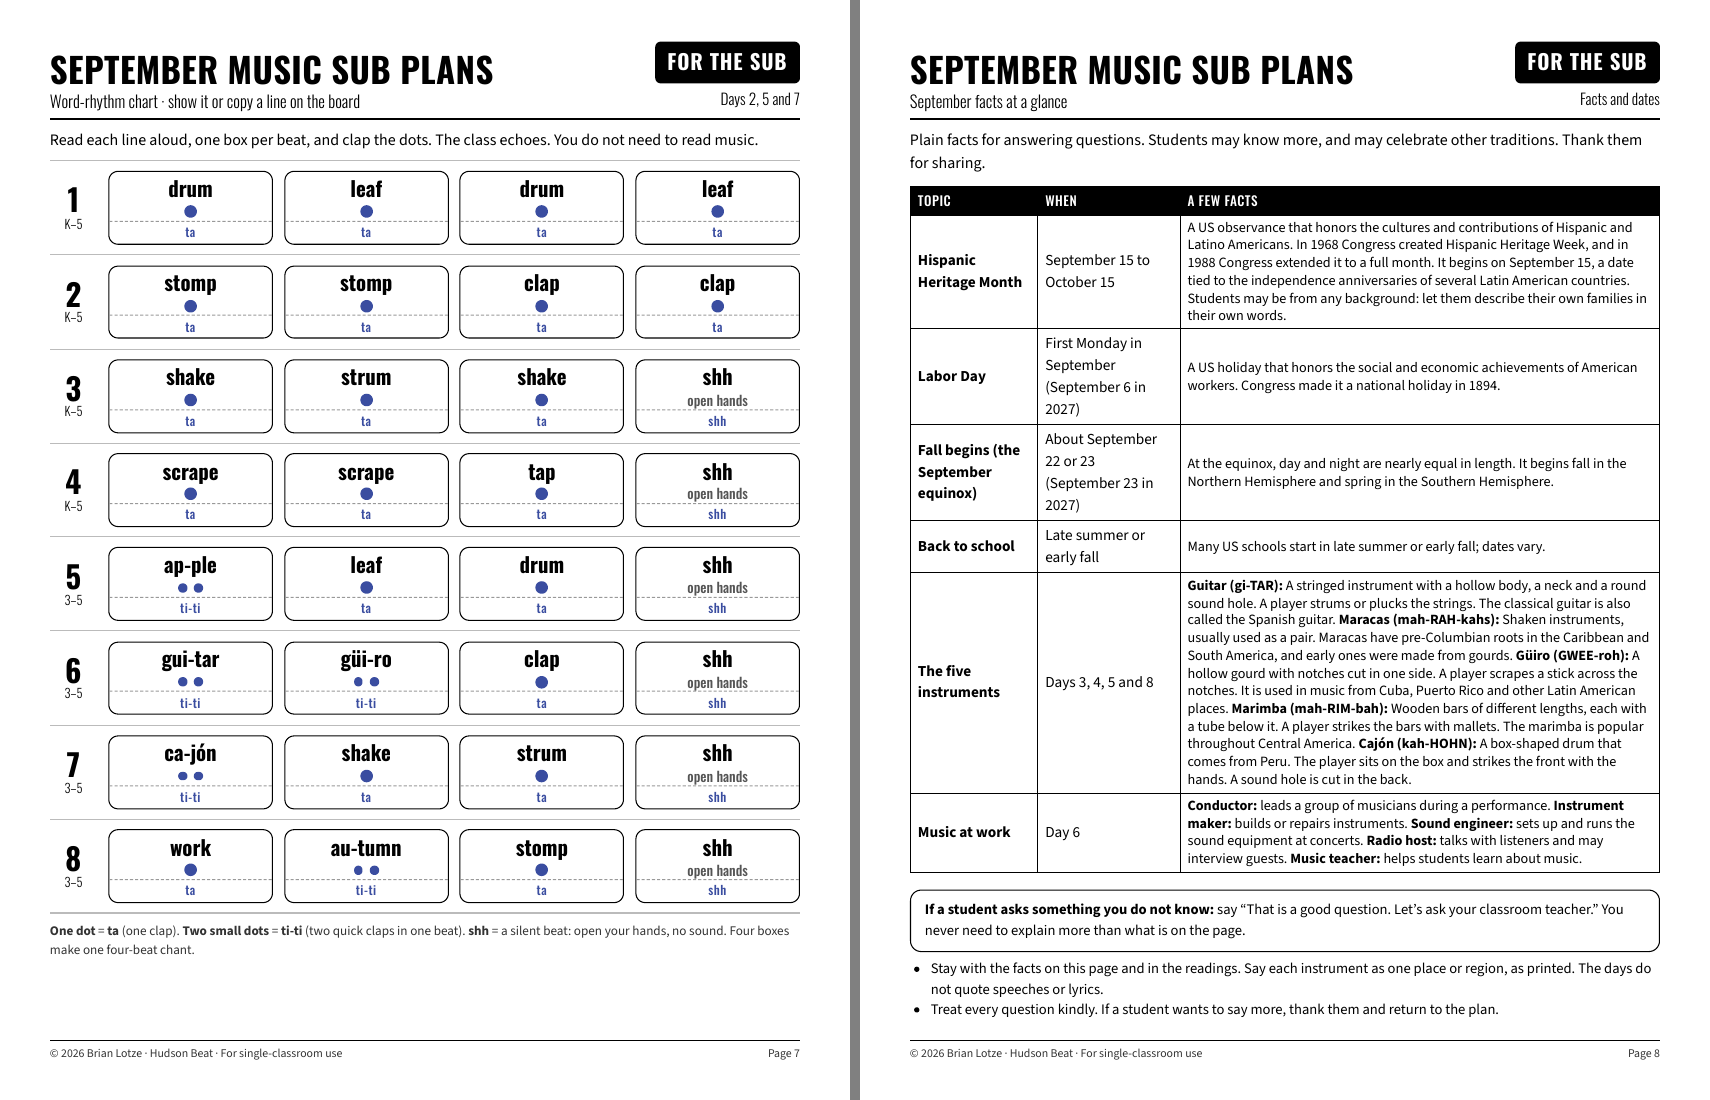 SEPTEMBER MUSIC SUB PLANS
FOR THE SUB
Word-rhythm chart · show it or copy a line on the board
Days 2, 5 and 7
Read each line aloud, one box per beat, and clap the dots. The class echoes. You do not need to read music.
1
K–5
drum leaf drum leaf
ta ta ta ta
2
K–5
stomp stomp clap clap
ta ta ta ta
3
K–5
shake strum shake shh
open hands
ta ta ta shh
4
K–5
scrape scrape tap shh
open hands
ta ta ta shh
5
3–5
ap-ple leaf drum shh
open hands
ti-ti ta ta shh
6
3–5
gui-tar güi-ro clap shh
open hands
ti-ti ti-ti ta shh
7
3–5
ca-jón shake strum shh
open hands
ti-ti ta ta shh
8
3–5
work au-tumn stomp shh
open hands
ta ti-ti ta shh
One dot = ta (one clap). Two small dots = ti-ti (two quick claps in one beat). shh = a silent beat: open your hands, no sound. Four boxes
make one four-beat chant.
© 2026 Brian Lotze · Hudson Beat · For single-classroom use
Page 7
SEPTEMBER MUSIC SUB PLANS
FOR THE SUB
September facts at a glance
Facts and dates
Plain facts for answering questions. Students may know more, and may celebrate other traditions. Thank them
for sharing.
TOPIC WHEN A FEW FACTS
Hispanic
Heritage Month
September 15 to
October 15
A US observance that honors the cultures and contributions of Hispanic and
Latino Americans. In 1968 Congress created Hispanic Heritage Week, and in
1988 Congress extended it to a full month. It begins on September 15, a date
tied to the independence anniversaries of several Latin American countries.
Students may be from any background: let them describe their own families in
their own words.
Labor Day
First Monday in
September
(September 6 in
2027)
A US holiday that honors the social and economic achievements of American
workers. Congress made it a national holiday in 1894.
Fall begins (the
September
equinox)
About September
22 or 23
(September 23 in
2027)
At the equinox, day and night are nearly equal in length. It begins fall in the
Northern Hemisphere and spring in the Southern Hemisphere.
Back to school
Late summer or
early fall
Many US schools start in late summer or early fall; dates vary.
The five
instruments
Days 3, 4, 5 and 8
Guitar (gi-TAR): A stringed instrument with a hollow body, a neck and a round
sound hole. A player strums or plucks the strings. The classical guitar is also
called the Spanish guitar. Maracas (mah-RAH-kahs): Shaken instruments,
usually used as a pair. Maracas have pre-Columbian roots in the Caribbean and
South America, and early ones were made from gourds. Güiro (GWEE-roh): A
hollow gourd with notches cut in one side. A player scrapes a stick across the
notches. It is used in music from Cuba, Puerto Rico and other Latin American
places. Marimba (mah-RIM-bah): Wooden bars of different lengths, each with
a tube below it. A player strikes the bars with mallets. The marimba is popular
throughout Central America. Cajón (kah-HOHN): A box-shaped drum that
comes from Peru. The player sits on the box and strikes the front with the
hands. A sound hole is cut in the back.
Music at work
Day 6
Conductor: leads a group of musicians during a performance. Instrument
maker: builds or repairs instruments. Sound engineer: sets up and runs the
sound equipment at concerts. Radio host: talks with listeners and may
interview guests. Music teacher: helps students learn about music.
If a student asks something you do not know: say “That is a good question. Let’s ask your classroom teacher.” You
never need to explain more than what is on the page.
• Stay with the facts on this page and in the readings. Say each instrument as one place or region, as printed. The days do
not quote speeches or lyrics.
• Treat every question kindly. If a student wants to say more, thank them and return to the plan.
© 2026 Brian Lotze · Hudson Beat · For single-classroom use
Page 8